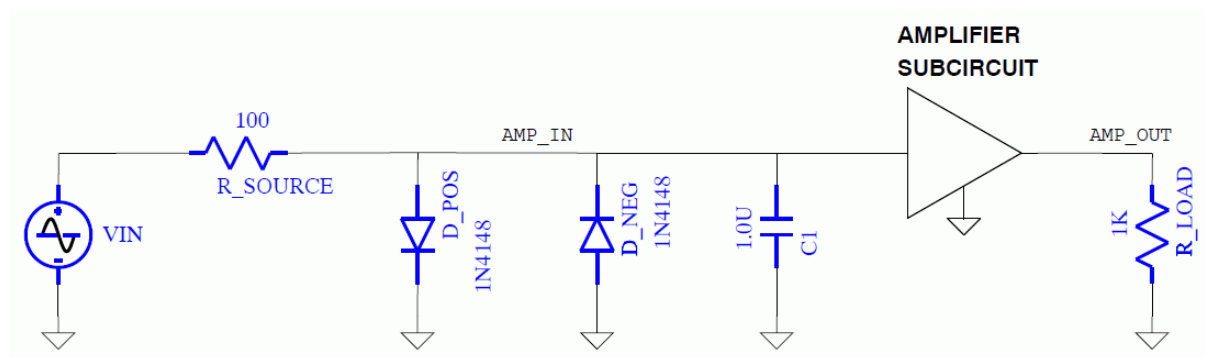 AMPLIFIER
SUBCIRCUIT
100
R_SOURCE
VIN
AMP_IN
D_POS
1N4148
D_NEG
1N4148
1.0U
C1
AMP_OUT
1K
R_LOAD